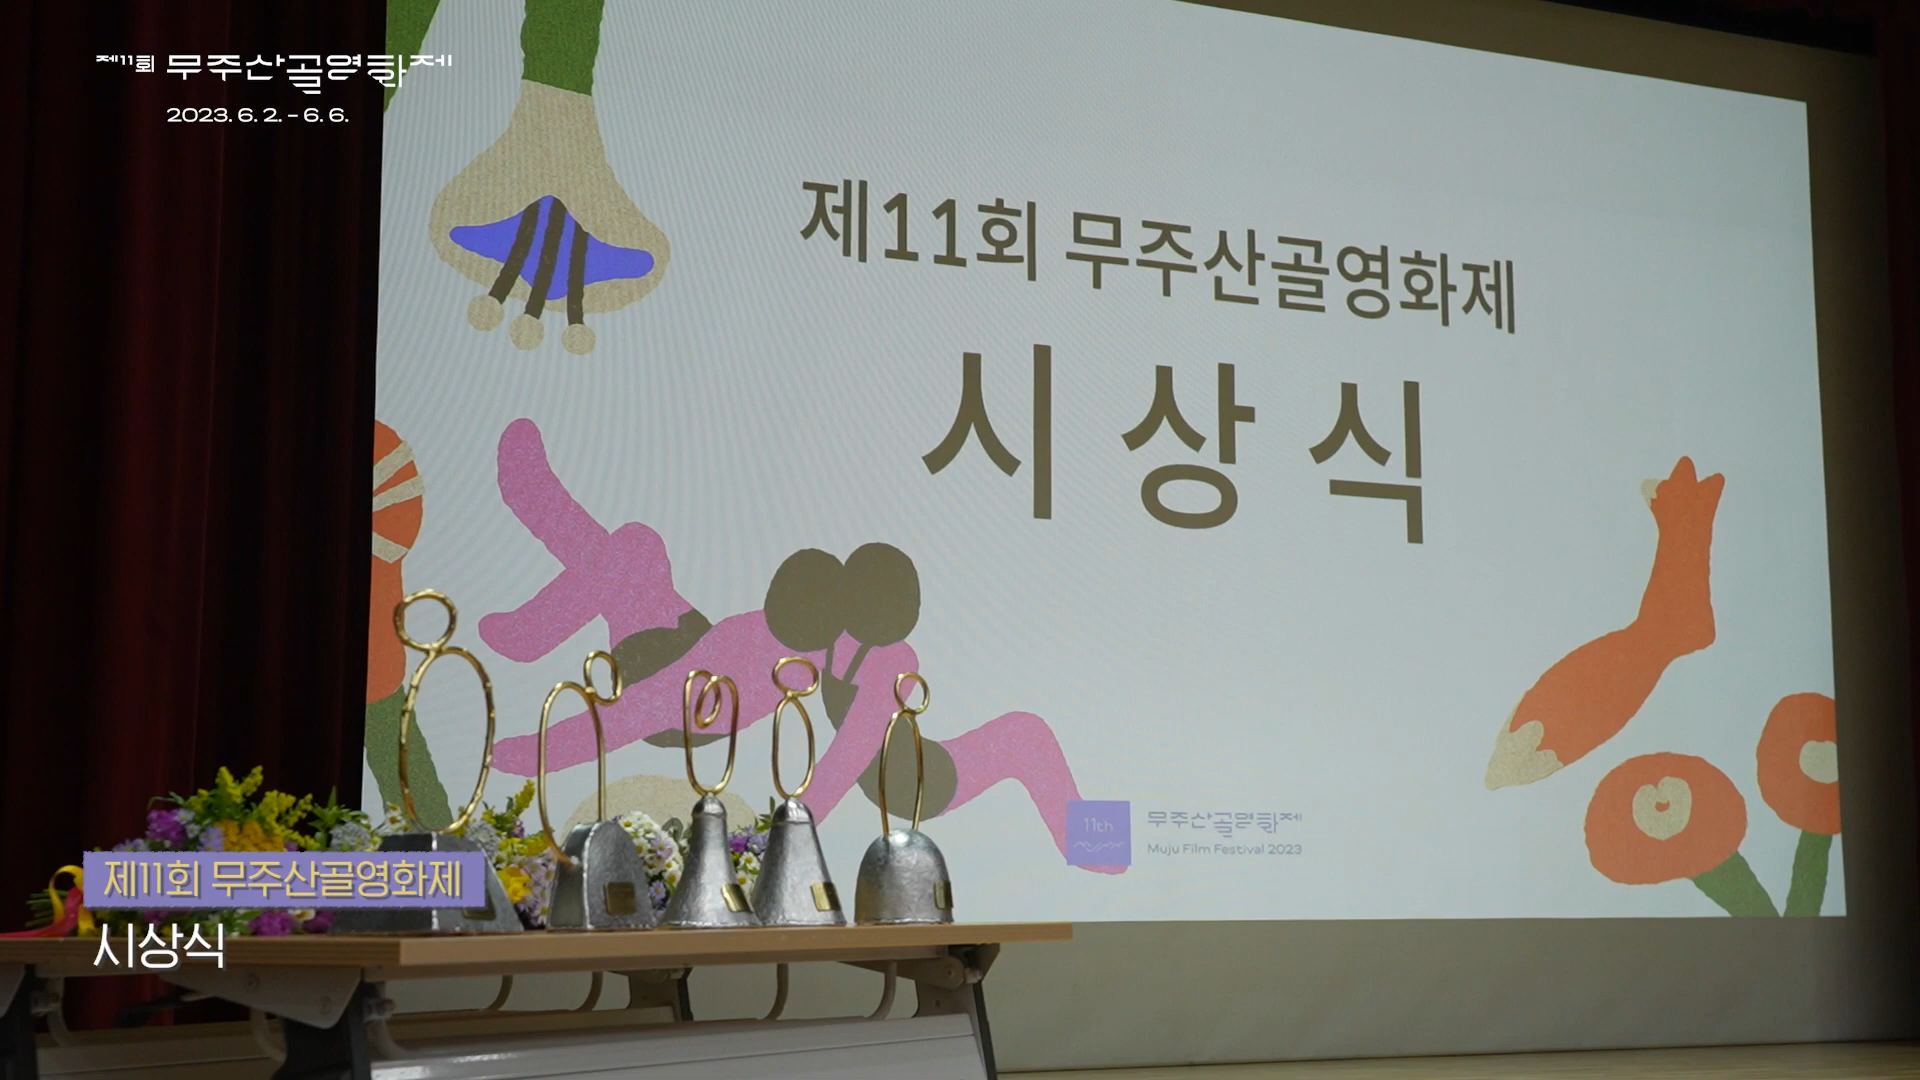 제11회 무주산골영화제
2023. 6. 2. - 6. 6.
제11회 무주산골영화제
시상식
11th
무주산골영화제
Muju Film Festival 2023
제11회 무주산골영화제
시상식